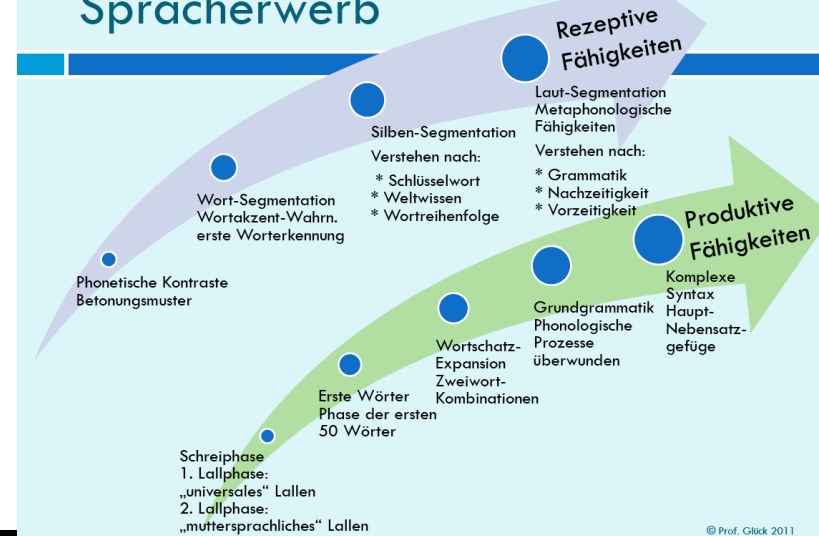 Spracherwerb
Rezeptive
Fähigkeiten
Laut-Segmentation
Metaphonologische
Fähigkeiten
Verstehen nach:
* Grammatik
* Nachzeitigkeit
* Vorzeitigkeit
Silben-Segmentation
Verstehen nach:
* Schlüsselwort
* Weltwissen
* Wortreihenfolge
Wort-Segmentation
Wortakzent-Wahrn.
erste Worterkennung
Phonetische Kontraste
Betonungsmuster
Produktive
Fähigkeiten
Komplexe
Syntax
Haupt-
Nebensatz-
gefüge
Grundgrammatik
Phonologische
Prozesse
überwunden
Wortschatz-
Expansion
Zweiwort-
Kombinationen
Erste Wörter
Phase der ersten
50 Wörter
Schreiphase
1. Lallphase:
„universales“ Lallen
2. Lallphase:
„muttersprachliches“ Lallen
© Prof. Glück 2011